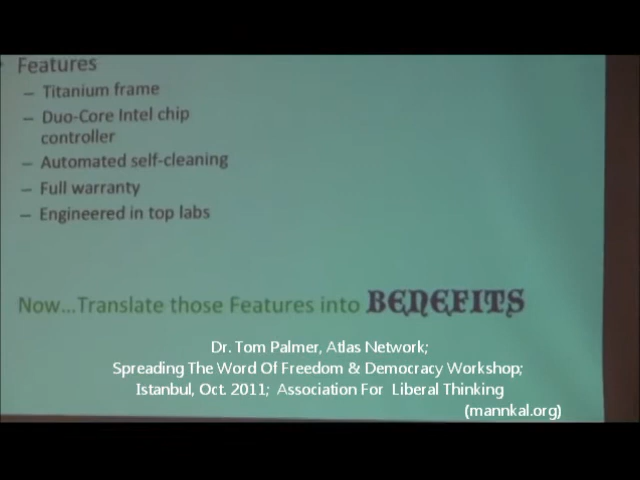 Features
– Titanium frame
– Duo-Core Intel chip
controller
– Automated self-cleaning
– Full warranty
– Engineered in top labs
Now...Translate those Features into BENEFITS
Dr. Tom Palmer, Atlas Network;
Spreading The Word Of Freedom & Democracy Workshop;
Istanbul, Oct. 2011; Association For Liberal Thinking
(mannkal.org)